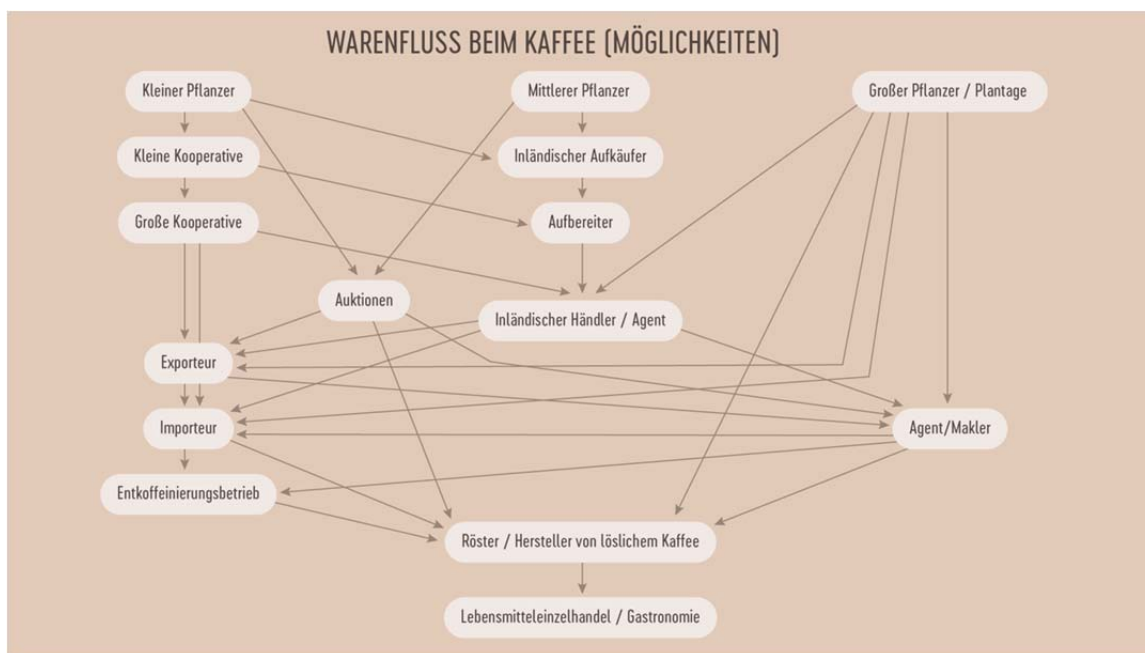 WARENFLUSS BEIM KAFFEE (MÖGLICHKEITEN)
Kleiner Pflanzer
Mittlerer Pflanzer
Großer Pflanzer / Plantage
Kleine Kooperative
Inländischer Aufkäufer
Große Kooperative
Aufbereiter
Auktionen
Inländischer Händler / Agent
Exporteur
Importeur
Agent/Makler
Entkoffeinierungsbetrieb
Röster / Hersteller von löslichem Kaffee
Lebensmitteleinzelhandel / Gastronomie